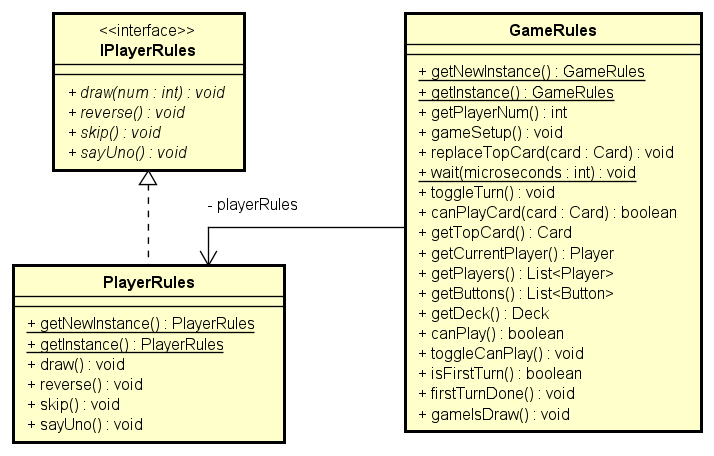 <<interface>>
IPlayerRules
+ draw(num : int) : void
+ reverse() : void
+ skip() : void
+ sayUno() : void
- playerRules
PlayerRules
+ getNewInstance() : PlayerRules
+ getInstance() : PlayerRules
+ draw() : void
+ reverse() : void
+ skip() : void
+ sayUno() : void
GameRules
+ getNewInstance() : GameRules
+ getInstance() : GameRules
+ getPlayerNum() : int
+ gameSetup() : void
+ replaceTopCard(card : Card) : void
+ wait(microseconds : int) : void
+ toggleTurn() : void
+ canPlayCard(card : Card) : boolean
+ getTopCard() : Card
+ getCurrentPlayer() : Player
+ getPlayers() : List<Player>
+ getButtons() : List<Button>
+ getDeck() : Deck
+ canPlay() : boolean
+ toggleCanPlay() : void
+ isFirstTurn() : boolean
+ firstTurnDone() : void
+ gameIsDraw() : void